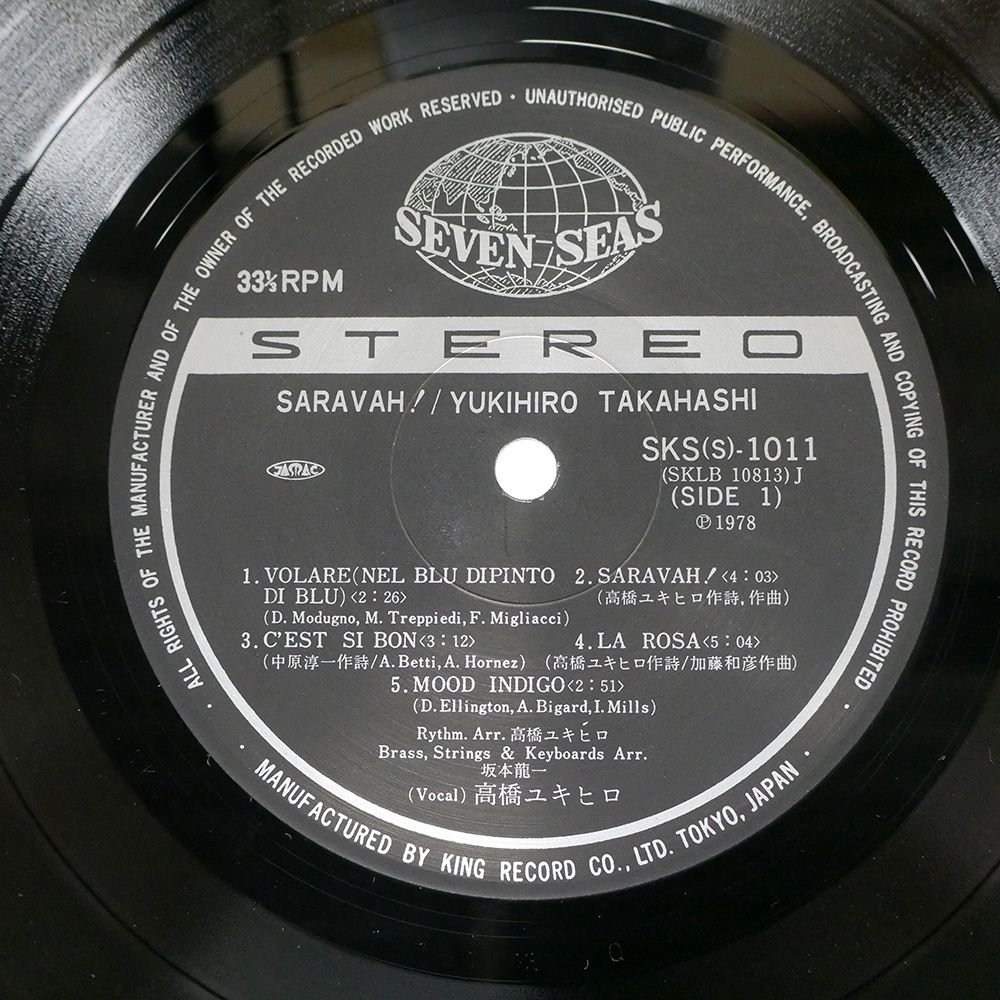 ALL RIGHTS OF THE MANUFACTURER AND OF THE OWNER OF THE RECORDED WORK RESERVED · UNAUTHORISED PUBLIC PERFORMANCE, BROADCASTING AND COPYING OF THIS RECORD PROHIBITED ·
SEVEN SEAS
33⅓RPM
STEREO
SARAVAH!/YUKIHIRO TAKAHASHI
JASRAC
SKS(S)-1011
(SKLB 10813)J
(SIDE 1)
℗1978
1.VOLARE(NEL BLU DIPINTO
DI BLU)<2:26>
(D. Modugno, M. Treppiedi, F. Migliacci)
2.SARAVAH!<4:03>
(高橋ユキヒロ作詩,作曲)
3.C'EST SI BON<3:12>
(中原淳一作詩/A. Betti, A. Hornez)
4.LA ROSA<5:04>
(高橋ユキヒロ作詩/加藤和彦作曲)
5.MOOD INDIGO<2:51>
(D. Ellington, A. Bigard, I. Mills)
Rythm. Arr. 高橋ユキヒロ
Brass, Strings & Keyboards Arr.
坂本龍一
(Vocal) 高橋ユキヒロ
· MANUFACTURED BY KING RECORD CO., LTD. TOKYO, JAPAN ·